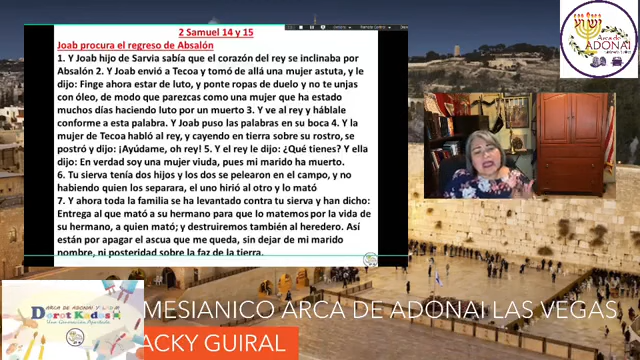 2 Samuel 14 y 15
Joab procura el regreso de Absalón
1. Y Joab hijo de Sarvia sabía que el corazón del rey se inclinaba por
Absalón 2. Y Joab envió a Tecoa y tomó de allá una mujer astuta, y le
dijo: Finge ahora estar de luto, y ponte ropas de duelo y no te unjas
con óleo, de modo que parezcas como una mujer que ha estado
muchos días haciendo luto por un muerto 3. Y ve al rey y háblale
conforme a esta palabra. Y Joab puso las palabras en su boca 4. Y la
mujer de Tecoa habló al rey, y cayendo en tierra sobre su rostro, se
postró y dijo: ¡Ayúdame, oh rey! 5. Y el rey le dijo: ¿Qué tienes? Y ella
dijo: En verdad soy una mujer viuda, pues mi marido ha muerto.
6. Tu sierva tenía dos hijos y los dos se pelearon en el campo, y no
habiendo quien los separara, el uno hirió al otro y lo mató
7. Y ahora toda la familia se ha levantado contra tu sierva y han dicho:
Entrega al que mató a su hermano para que lo matemos por la vida de
su hermano, a quien mató; y destruiremos también al heredero. Así
están por apagar el ascua que me queda, sin dejar de mi marido
nombre, ni posteridad sobre la faz de la tierra.
Arca de
ADONAI
ARCA DE ADONAI
Dorot Kadosh
Una Generación Apartada
MESIANICO ARCA DE ADONAI LAS VEGAS
ACKY GUIRAL